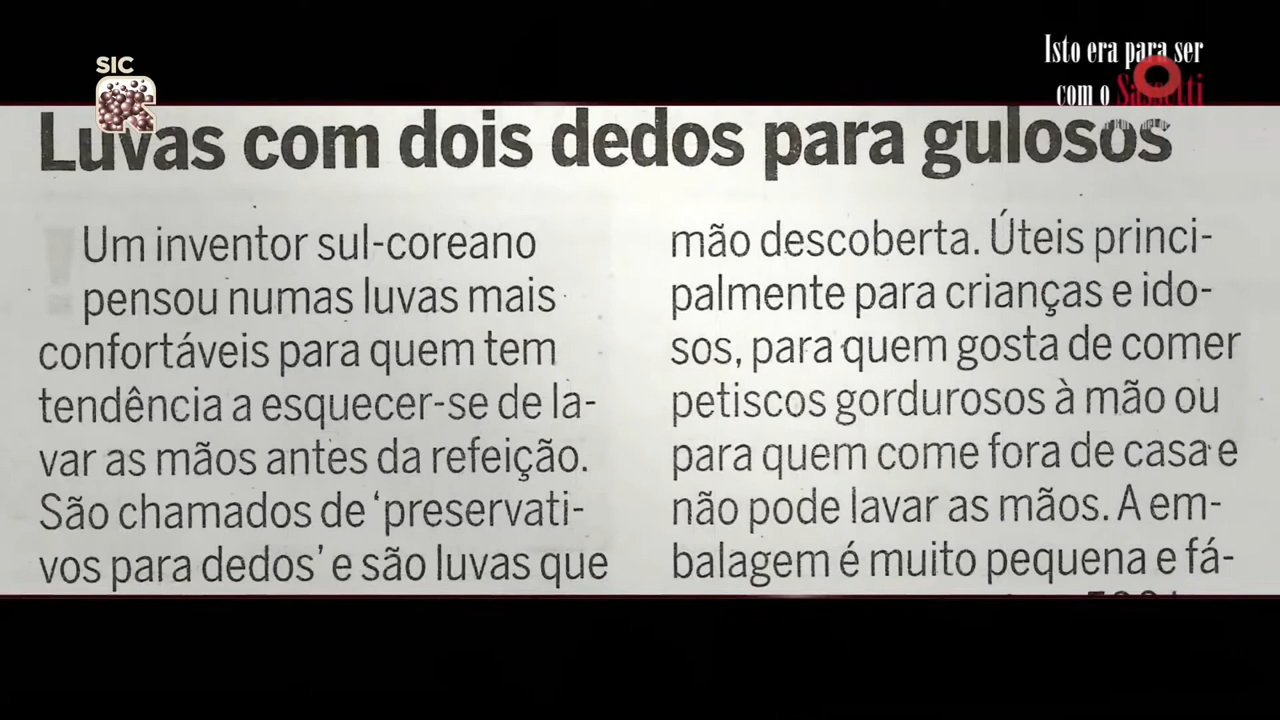 SIC
Isto era para ser
com o Sassetti
Luvas com dois dedos para gulosos
Um inventor sul-coreano
pensou numas luvas mais
confortáveis para quem tem
tendência a esquecer-se de la-
var as mãos antes da refeição.
São chamados de ‘preservati-
vos para dedos’ e são luvas que
mão descoberta. Úteis princi-
palmente para crianças e ido-
sos, para quem gosta de comer
petiscos gordurosos à mão ou
para quem come fora de casa e
não pode lavar as mãos. A em-
balagem é muito pequena e fá-